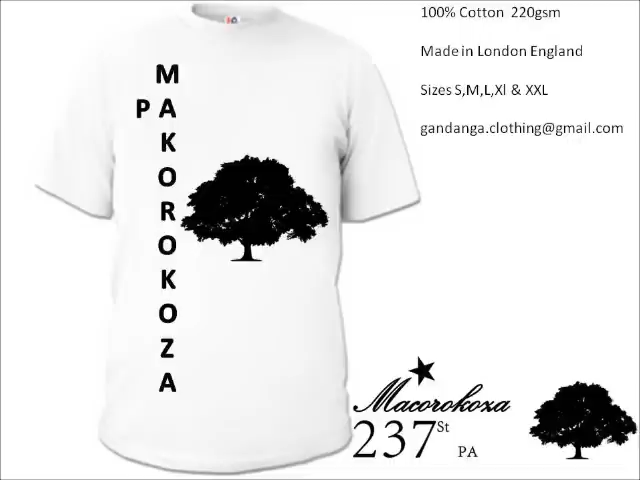 100% Cotton 220gsm
Made in London England
Sizes S,M,L,Xl & XXL
gandanga.clothing@gmail.com
M
P A
K
O
R
O
K
O
Z
A
Macorokoza
237St
PA